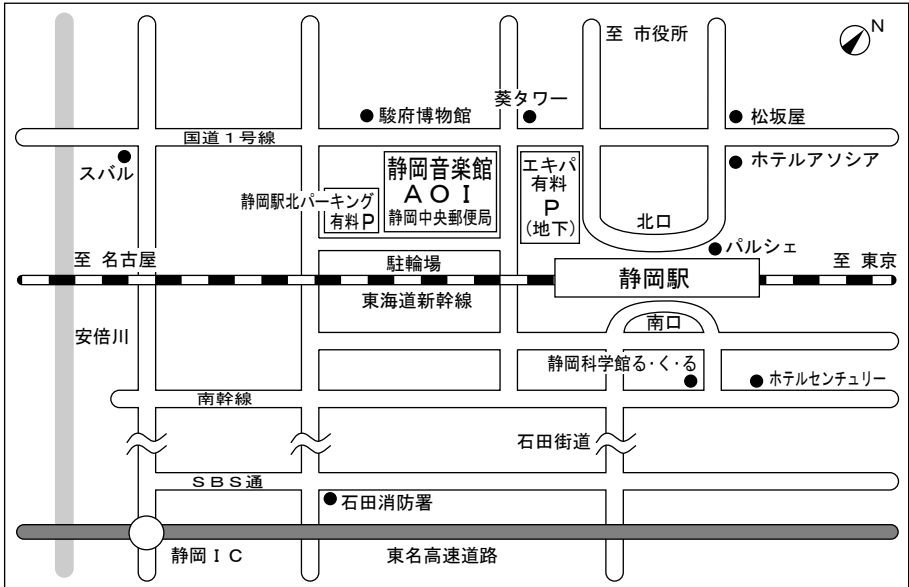 至 市役所
N
葵タワー
駿府博物館
松坂屋
国道1号線
スバル
静岡音楽館
AOI
静岡中央郵便局
エキパ
有料
P
(地下)
ホテルアソシア
静岡駅北パーキング
有料P
北口
パルシェ
至 名古屋
駐輪場
静岡駅
至 東京
東海道新幹線
南口
安倍川
静岡科学館る・く・る
ホテルセンチュリー
南幹線
石田街道
SBS通
石田消防署
静岡IC
東名高速道路